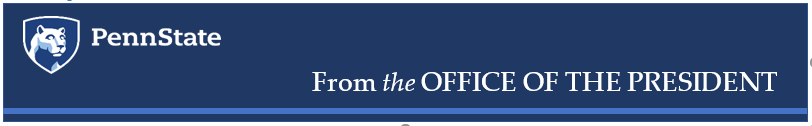 PennState
From the OFFICE OF THE PRESIDENT